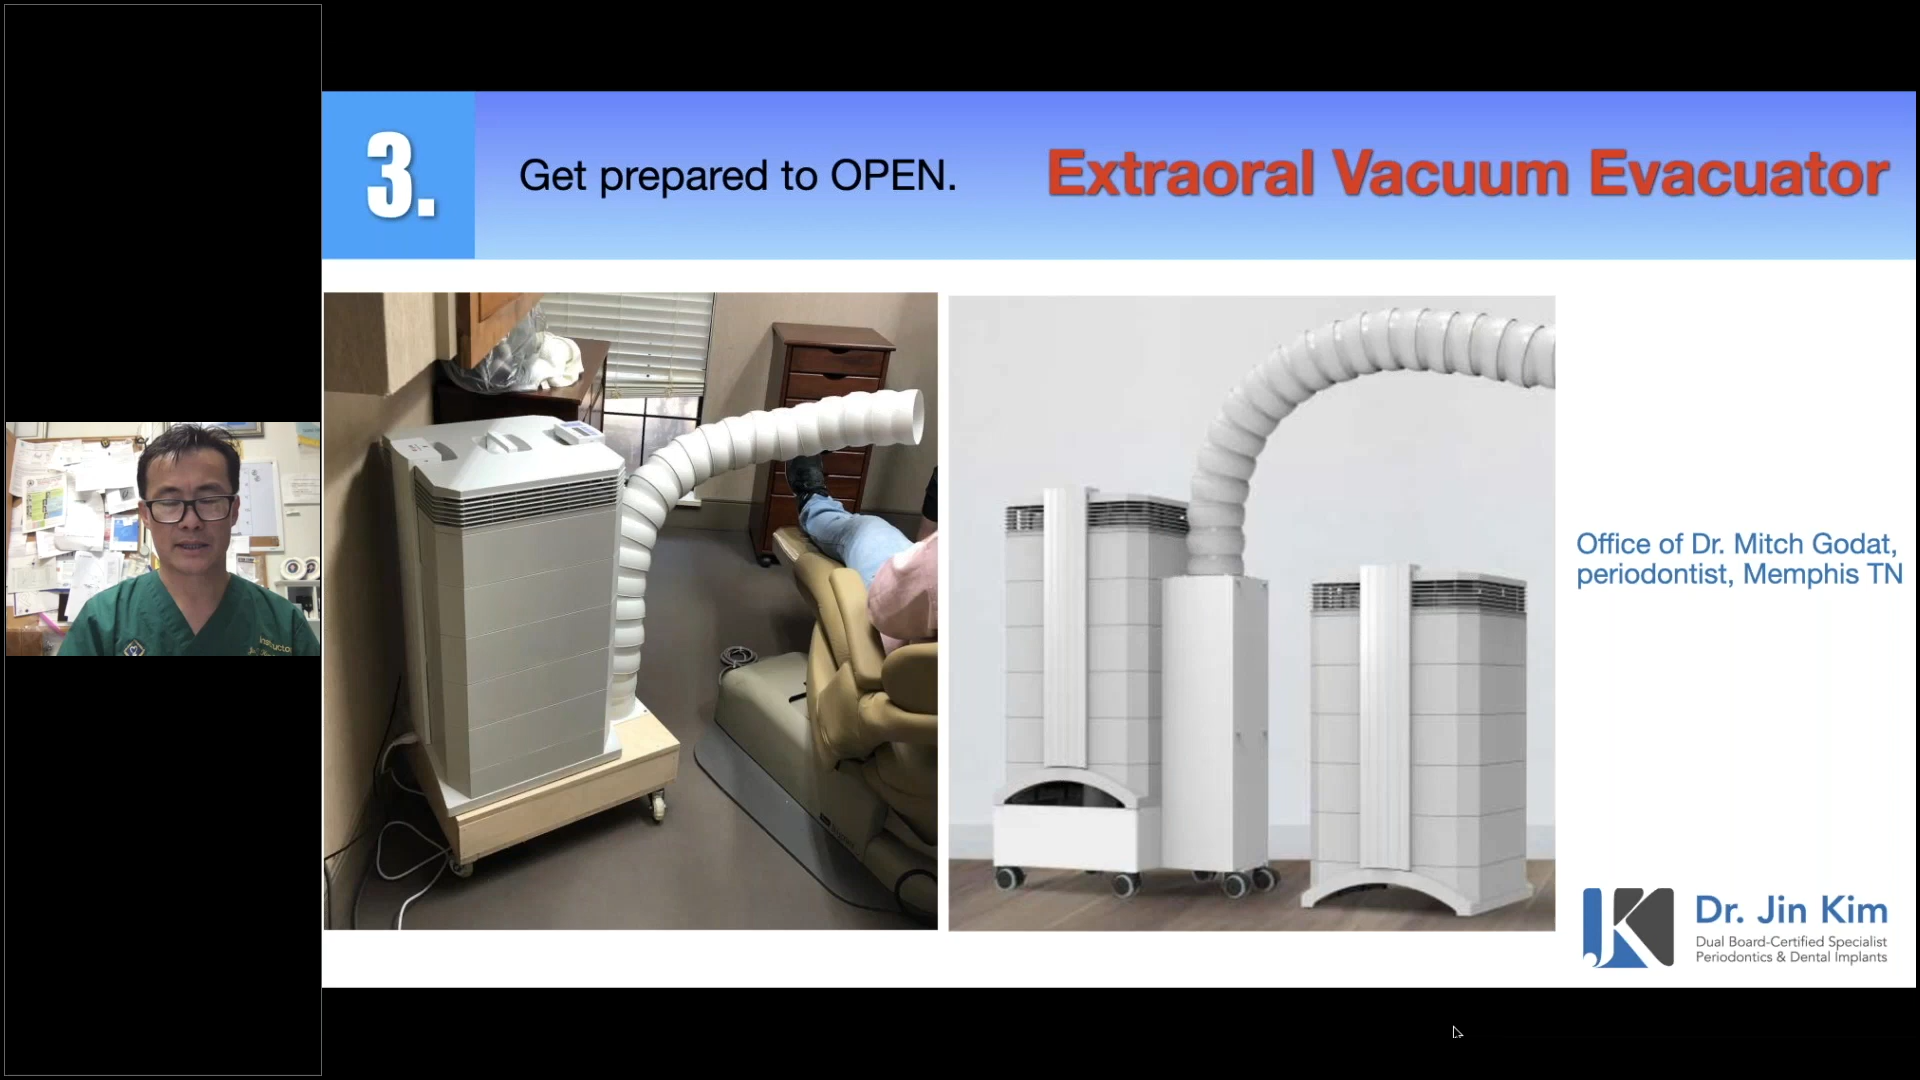 3.
Get prepared to OPEN.
Extraoral Vacuum Evacuator
Office of Dr. Mitch Godat,
periodontist, Memphis TN
JK
Dr. Jin Kim
Dual Board-Certified Specialist
Periodontics & Dental Implants